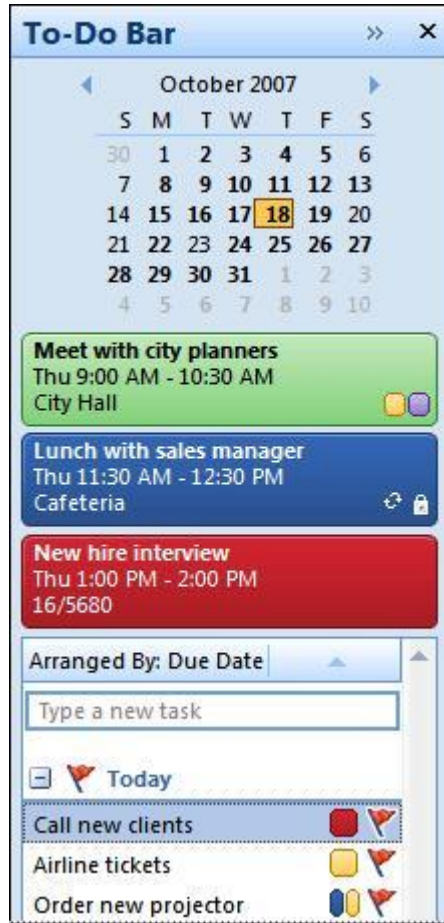 To-Do Bar
October 2007
S M T W T F S
30 1 2 3 4 5 6
7 8 9 10 11 12 13
14 15 16 17 18 19 20
21 22 23 24 25 26 27
28 29 30 31 1 2 3
4 5 6 7 8 9 10
Meet with city planners
Thu 9:00 AM - 10:30 AM
City Hall
Lunch with sales manager
Thu 11:30 AM - 12:30 PM
Cafeteria
New hire interview
Thu 1:00 PM - 2:00 PM
16/5680
Arranged By: Due Date
Type a new task
Today
Call new clients
Airline tickets
Order new projector